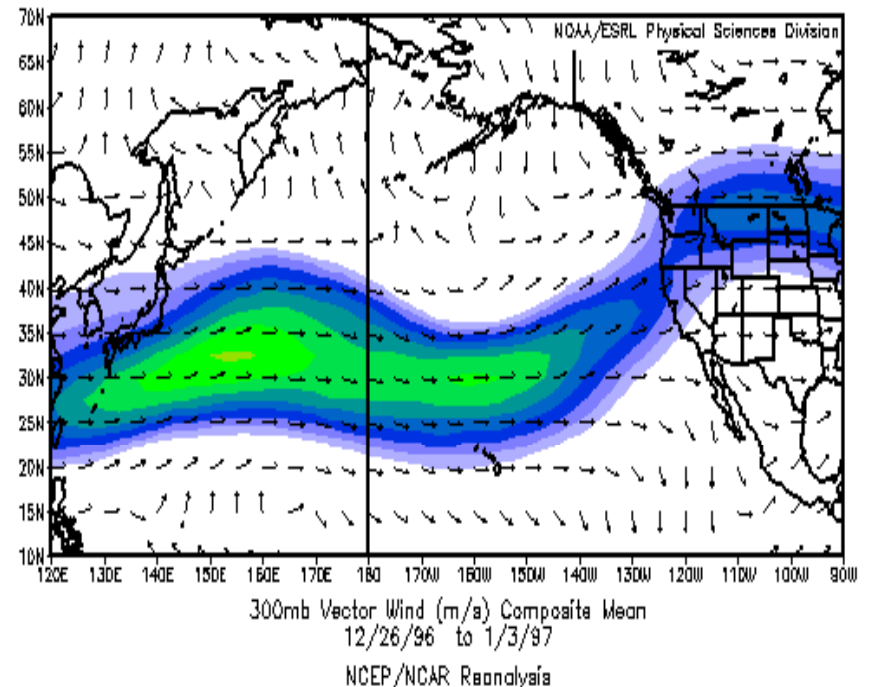 70N
NOAA/ESRL Physical Sciences Division
65N
60N
55N
50N
45N
40N
35N
30N
25N
20N
15N
10N
120E 130E 140E 150E 160E 170E 180 170W 160W 150W 140W 130W 120W 110W 100W 90W
300mb Vector Wind (m/s) Composite Mean
12/26/96 to 1/3/97
NCEP/NCAR Reanalysis